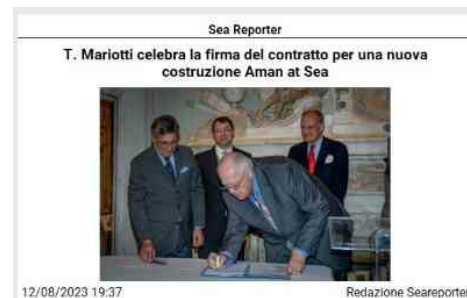 Sea Reporter
T. Mariotti celebra la firma del contratto per una nuova
costruzione Aman at Sea
12/08/2023 19:37
Redazione Seareporter